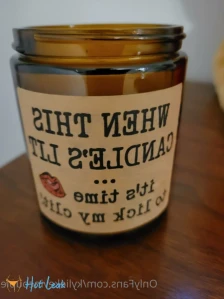 WHEN THIS
CANDLE'S LIT
...
it's time
to lick my clit
Hot Leak